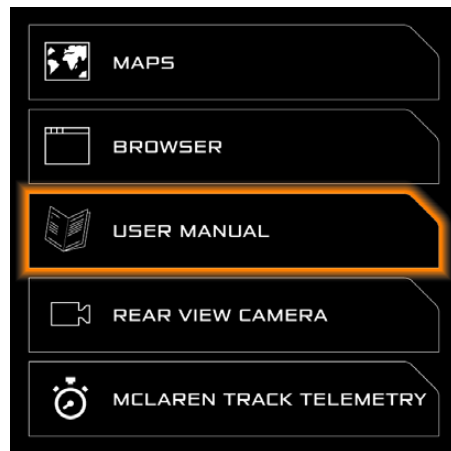 MAPS
BROWSER
USER MANUAL
REAR VIEW CAMERA
MCLAREN TRACK TELEMETRY